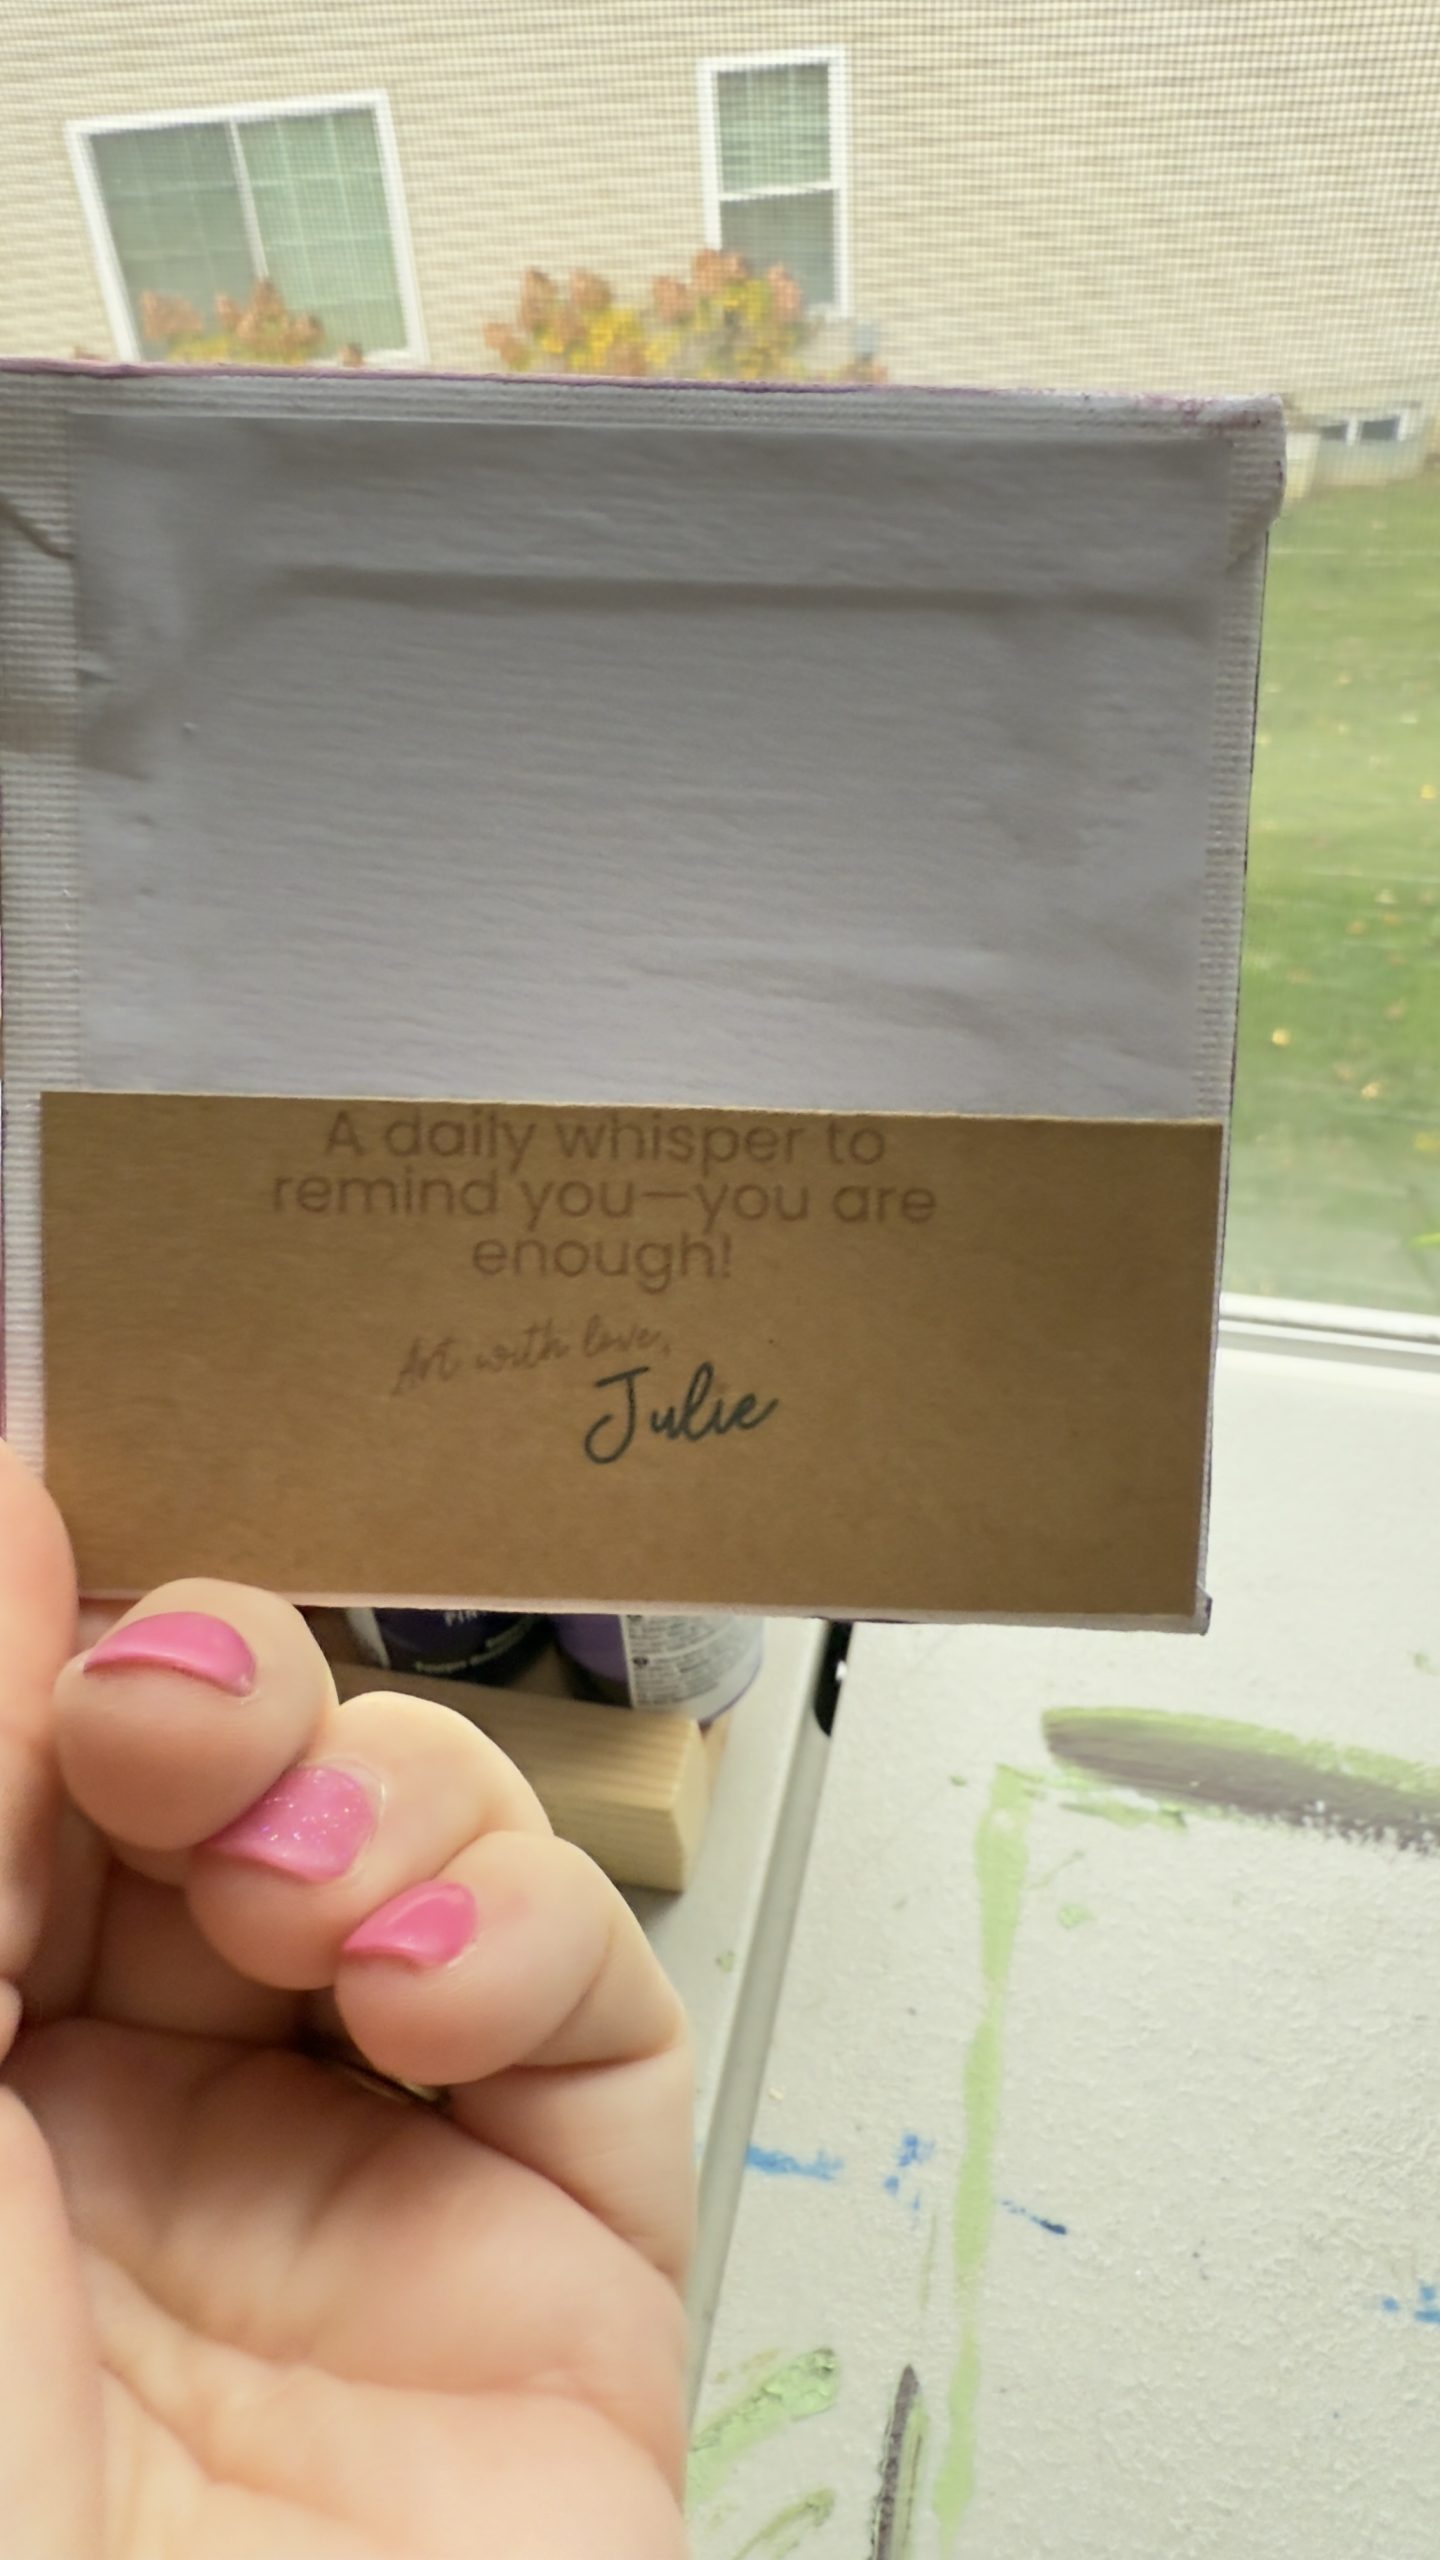 A daily whisper to
remind you—you are
enough!
Art with love,
Julie